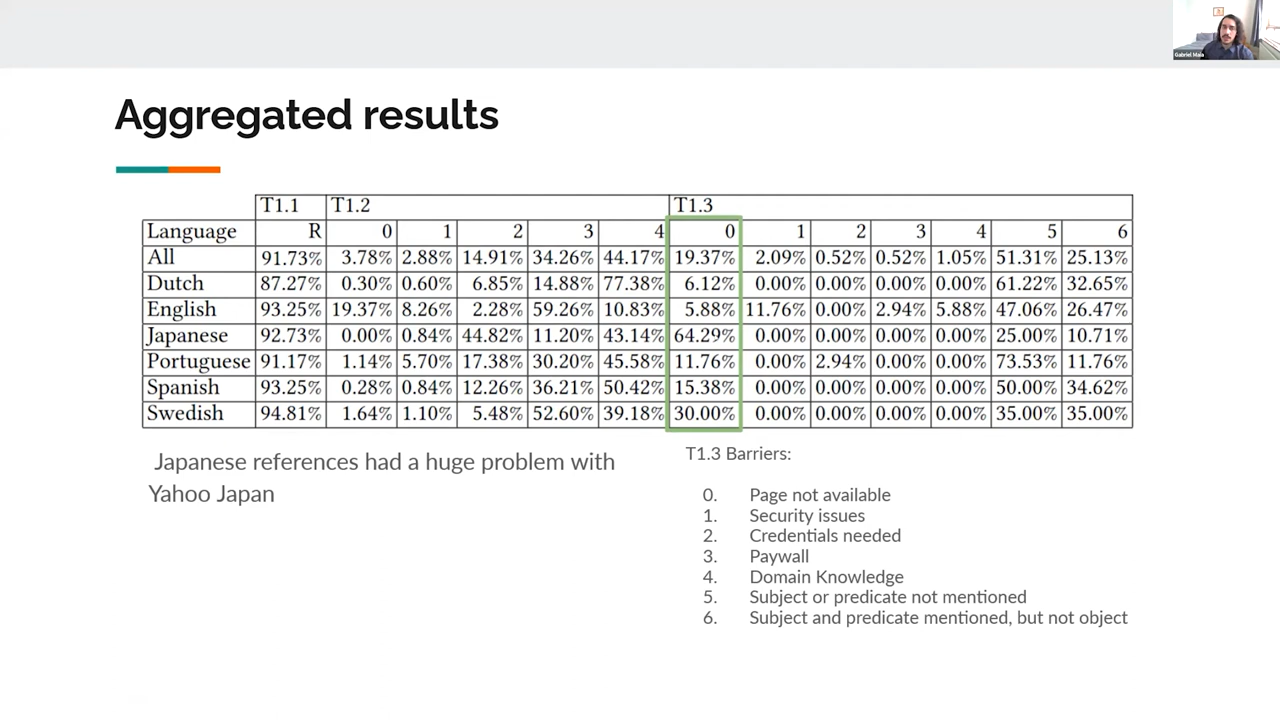 Gabriel Maia
Aggregated results
T1.1 T1.2 T1.3
Language R 0 1 2 3 4 0 1 2 3 4 5 6
All 91.73% 3.78% 2.88% 14.91% 34.26% 44.17% 19.37% 2.09% 0.52% 0.52% 1.05% 51.31% 25.13%
Dutch 87.27% 0.30% 0.60% 6.85% 14.88% 77.38% 6.12% 0.00% 0.00% 0.00% 0.00% 61.22% 32.65%
English 93.25% 19.37% 8.26% 2.28% 59.26% 10.83% 5.88% 11.76% 0.00% 2.94% 5.88% 47.06% 26.47%
Japanese 92.73% 0.00% 0.84% 44.82% 11.20% 43.14% 64.29% 0.00% 0.00% 0.00% 0.00% 25.00% 10.71%
Portuguese 91.17% 1.14% 5.70% 17.38% 30.20% 45.58% 11.76% 0.00% 2.94% 0.00% 0.00% 73.53% 11.76%
Spanish 93.25% 0.28% 0.84% 12.26% 36.21% 50.42% 15.38% 0.00% 0.00% 0.00% 0.00% 50.00% 34.62%
Swedish 94.81% 1.64% 1.10% 5.48% 52.60% 39.18% 30.00% 0.00% 0.00% 0.00% 0.00% 35.00% 35.00%
Japanese references had a huge problem with
Yahoo Japan
T1.3 Barriers:
0. Page not available
1. Security issues
2. Credentials needed
3. Paywall
4. Domain Knowledge
5. Subject or predicate not mentioned
6. Subject and predicate mentioned, but not object